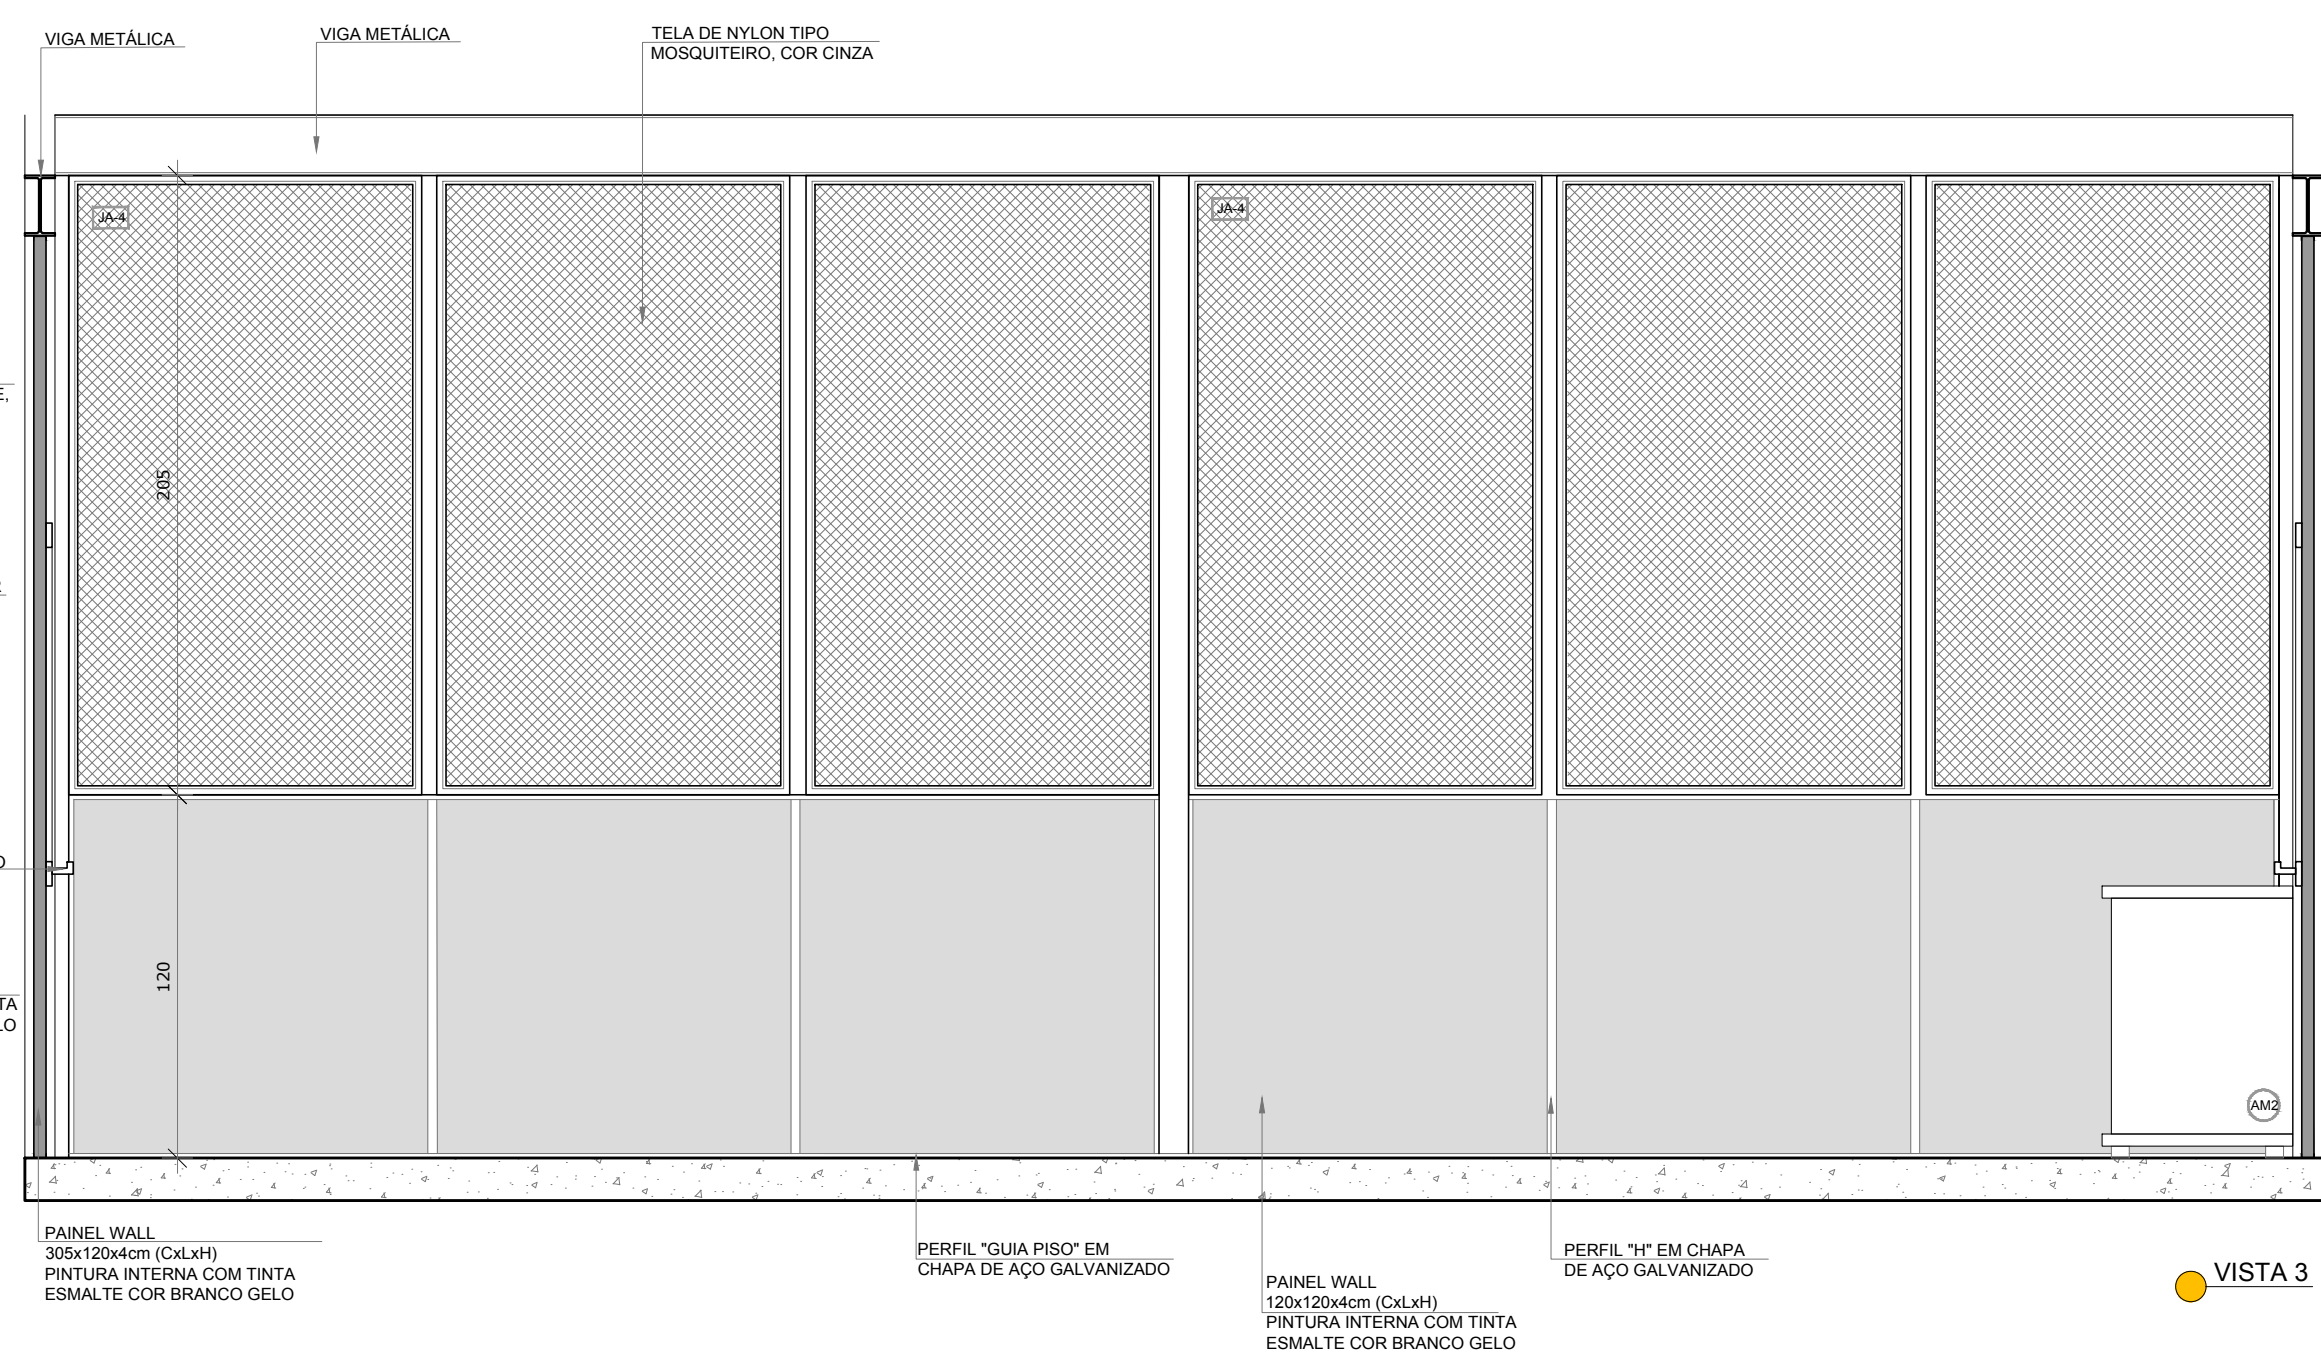 VIGA METÁLICA
VIGA METÁLICA
TELA DE NYLON TIPO
MOSQUITEIRO, COR CINZA
JA-4
JA-4
205
120
AM2
PAINEL WALL
305x120x4cm (CxLxH)
PINTURA INTERNA COM TINTA
ESMALTE COR BRANCO GELO
PERFIL "GUIA PISO" EM
CHAPA DE AÇO GALVANIZADO
PAINEL WALL
120x120x4cm (CxLxH)
PINTURA INTERNA COM TINTA
ESMALTE COR BRANCO GELO
PERFIL "H" EM CHAPA
DE AÇO GALVANIZADO
VISTA 3